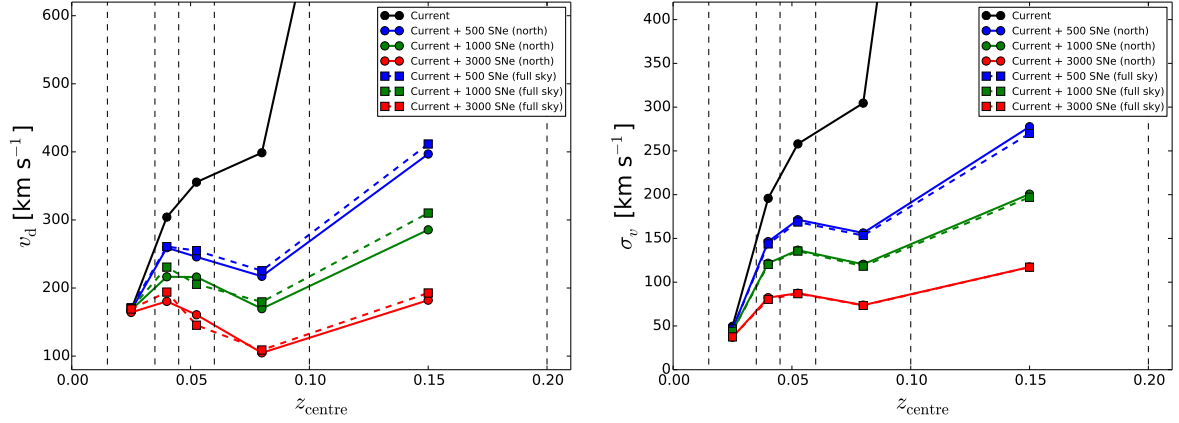 600
500
400
300
200
100
v_d [km s⁻¹]
0.00
0.05
0.10
0.15
0.20
z_centre
Current
Current + 500 SNe (north)
Current + 1000 SNe (north)
Current + 3000 SNe (north)
Current + 500 SNe (full sky)
Current + 1000 SNe (full sky)
Current + 3000 SNe (full sky)
400
350
300
250
200
150
100
50
0
σ_v [km s⁻¹]
0.00
0.05
0.10
0.15
0.20
z_centre
Current
Current + 500 SNe (north)
Current + 1000 SNe (north)
Current + 3000 SNe (north)
Current + 500 SNe (full sky)
Current + 1000 SNe (full sky)
Current + 3000 SNe (full sky)